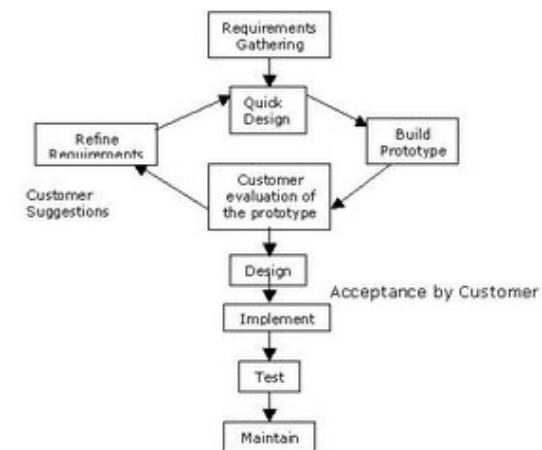 Requirements
Gathering
Quick
Design
Build
Prototype
Refine
Requirements
Customer
evaluation of
the prototype
Customer
Suggestions
Design
Acceptance by Customer
Implement
Test
Maintain